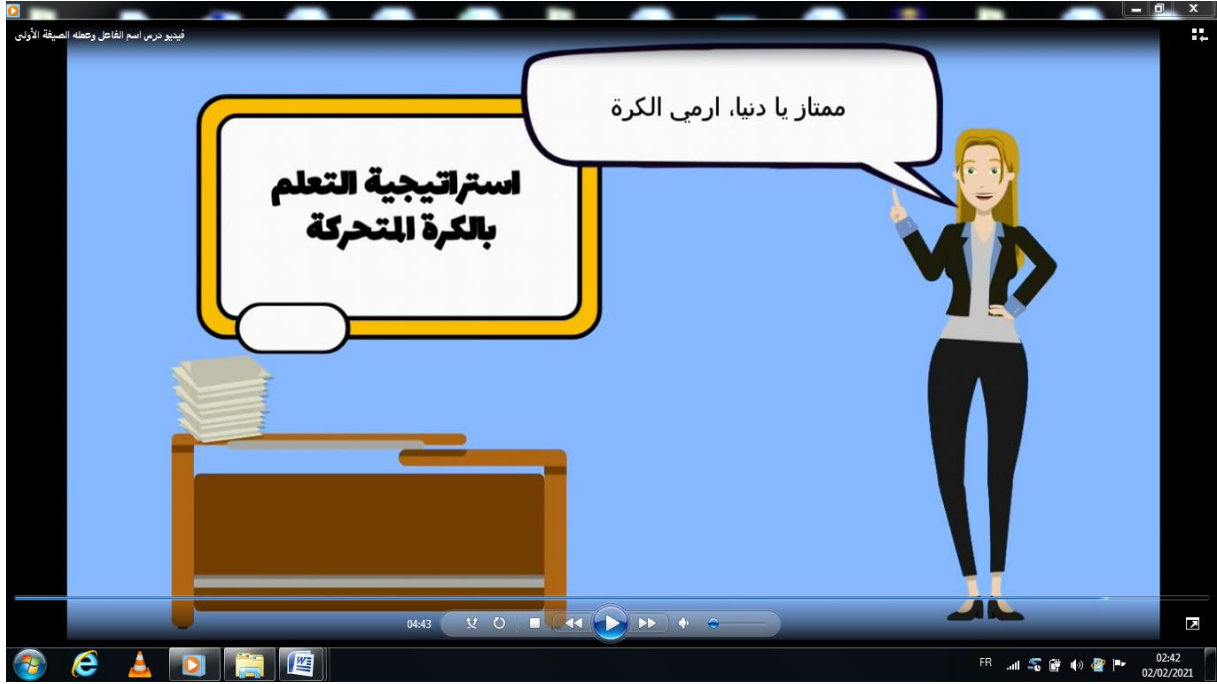 فيديو درس اسم الفاعل وعمله الصيغة الأولى
ممتاز يا دنيا، ارمي الكرة
استراتيجية التعلم
بالكرة المتحركة
04:43
FR
02:42
02/02/2021